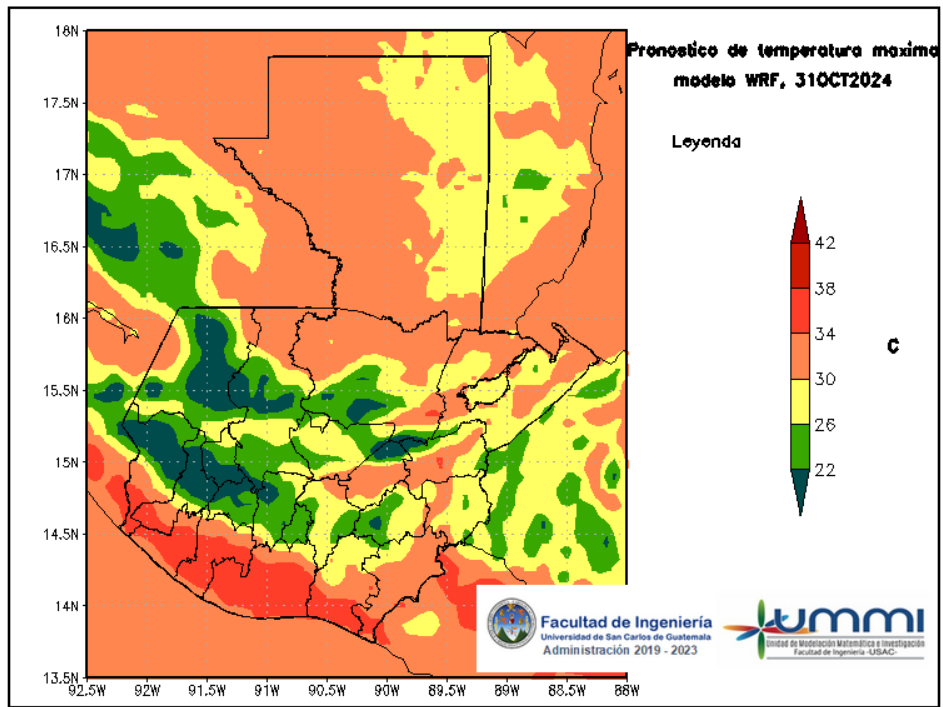 Pronostico de temperatura maxima
modelo WRF, 31OCT2024
Leyenda
42
38
34
30
26
22
C
18N
17.5N
17N
16.5N
16N
15.5N
15N
14.5N
14N
13.5N
92.5W
92W
91.5W
91W
90.5W
90W
89.5W
89W
88.5W
88W
Facultad de Ingeniería
Universidad de San Carlos de Guatemala
Administración 2019 - 2023
ummi
Unidad de Modelación Matemática e Investigación
Facultad de Ingeniería -USAC-